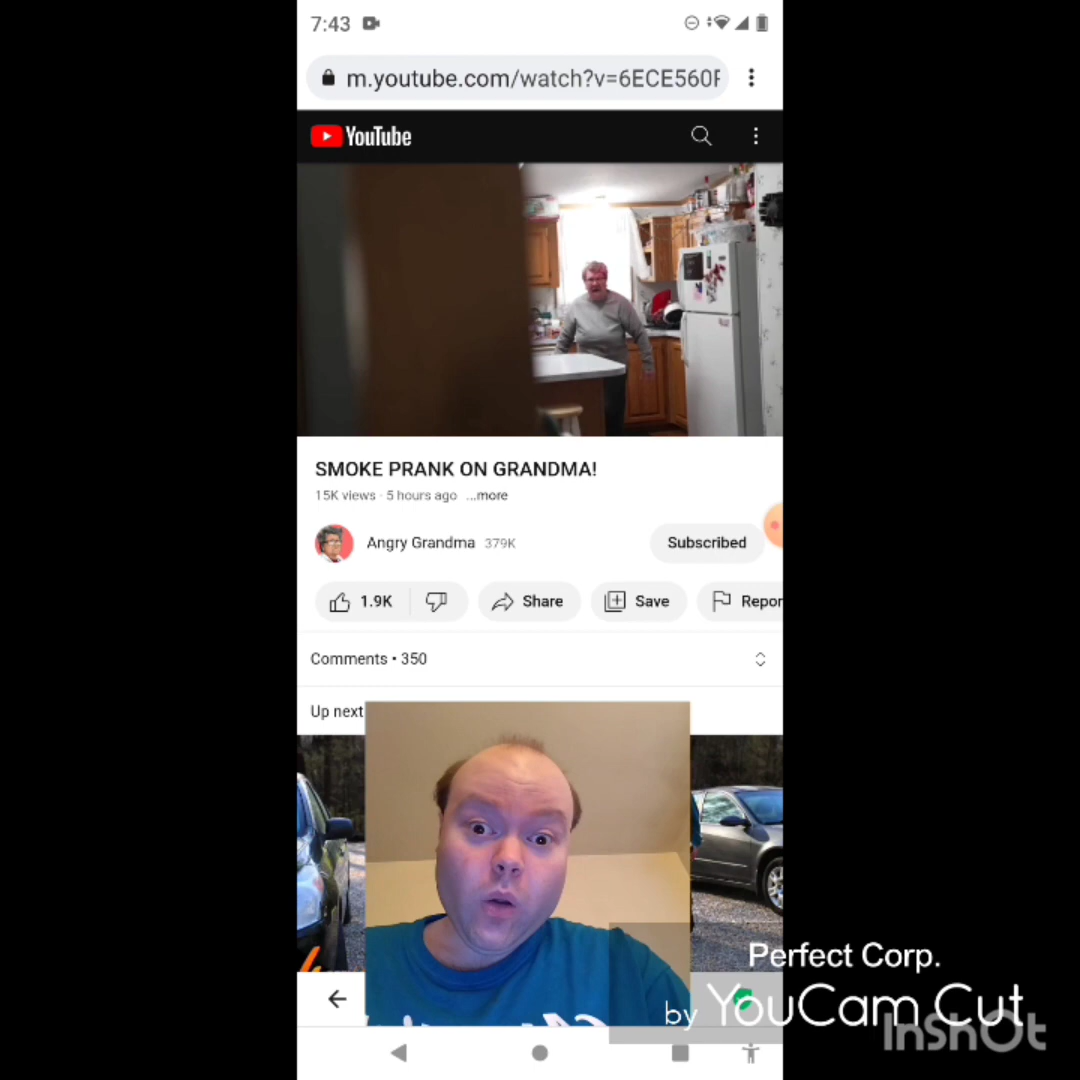 7:43
m.youtube.com/watch?v=6ECE560F
YouTube
SMOKE PRANK ON GRANDMA!
15K views · 5 hours ago ...more
Angry Grandma 379K
Subscribed
1.9K
Share
Save
Repor
Comments • 350
Up next
Perfect Corp.
by YouCam Cut
InShOt